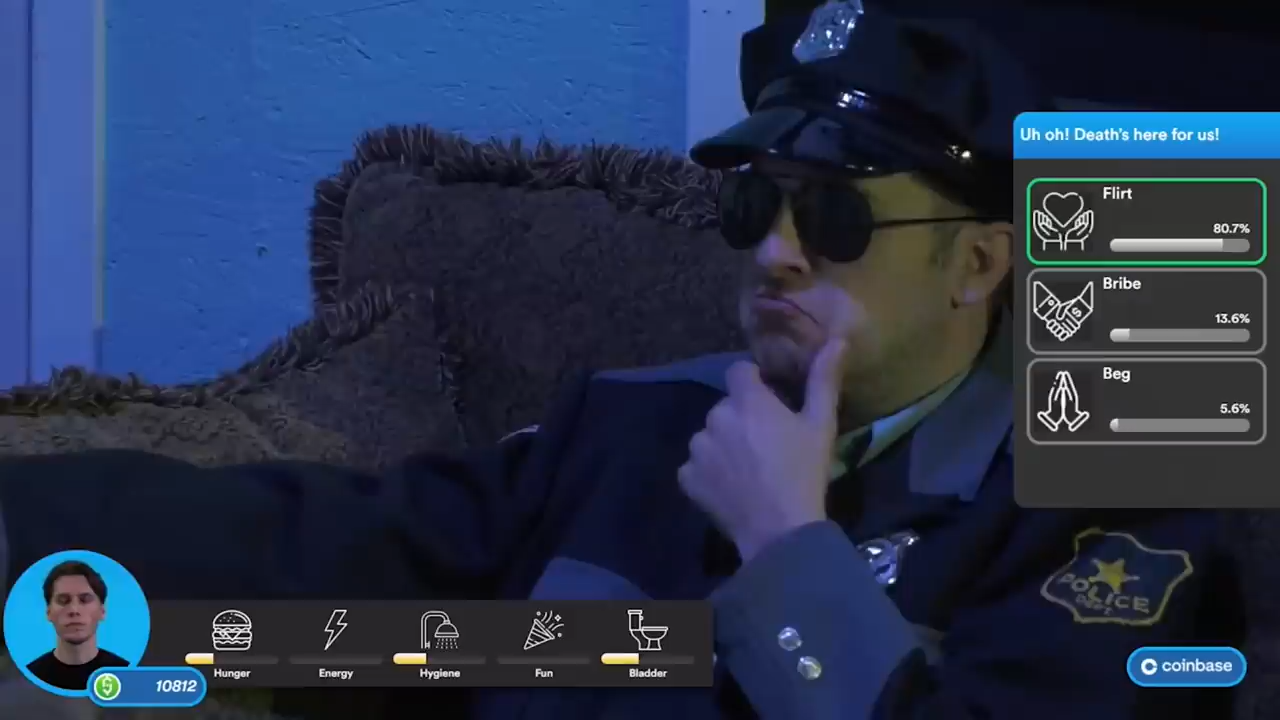 Uh oh! Death's here for us!
Flirt
80.7%
Bribe
13.6%
Beg
5.6%
POLICE
DEPT
Hunger
Energy
Hygiene
Fun
Bladder
10812
coinbase